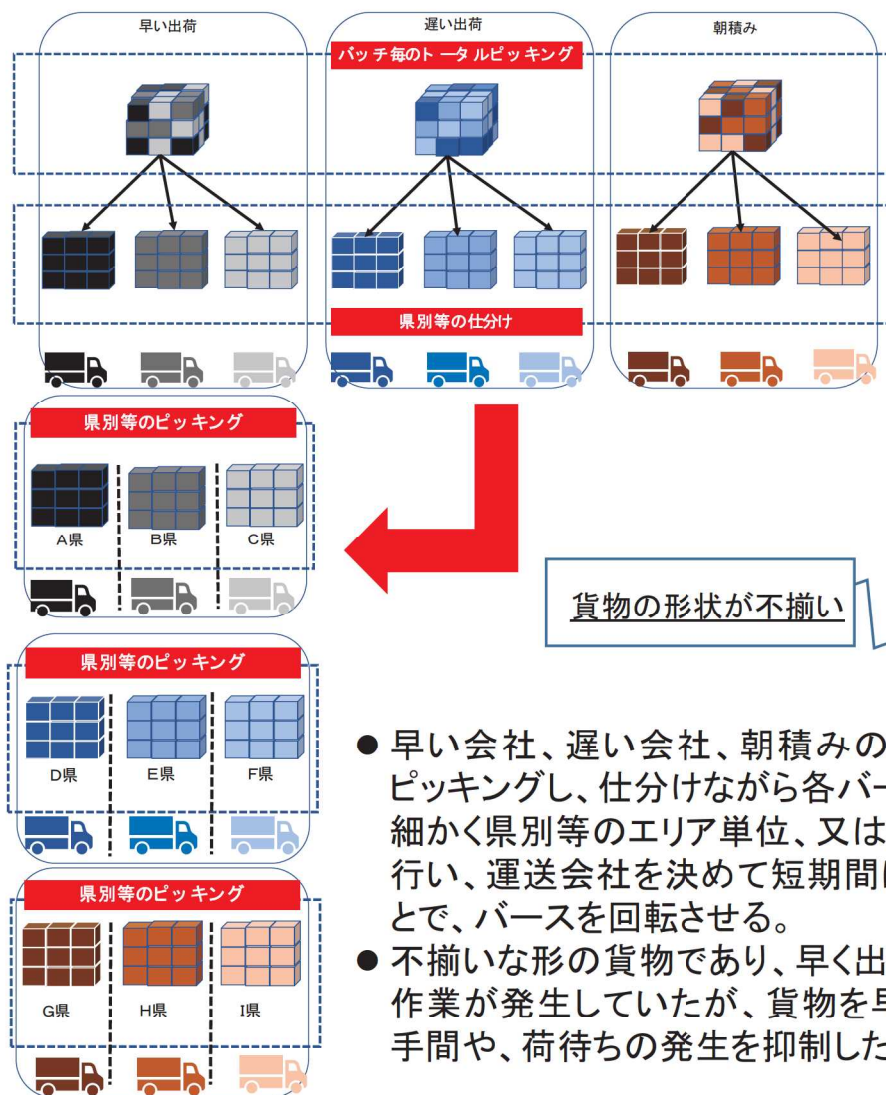 早い出荷
遅い出荷
朝積み
バッチ毎のトータルピッキング
県別等の仕分け
県別等のピッキング
A県
B県
C県
貨物の形状が不揃い
県別等のピッキング
D県
E県
F県
● 早い会社、遅い会社、朝積みの
ピッキングし、仕分けながら各バー
細かく県別等のエリア単位、又は
行い、運送会社を決めて短期間
とで、バースを回転させる。
● 不揃いな形の貨物であり、早く出
作業が発生していたが、貨物を早
手間や、荷待ちの発生を抑制した
県別等のピッキング
G県
H県
I県